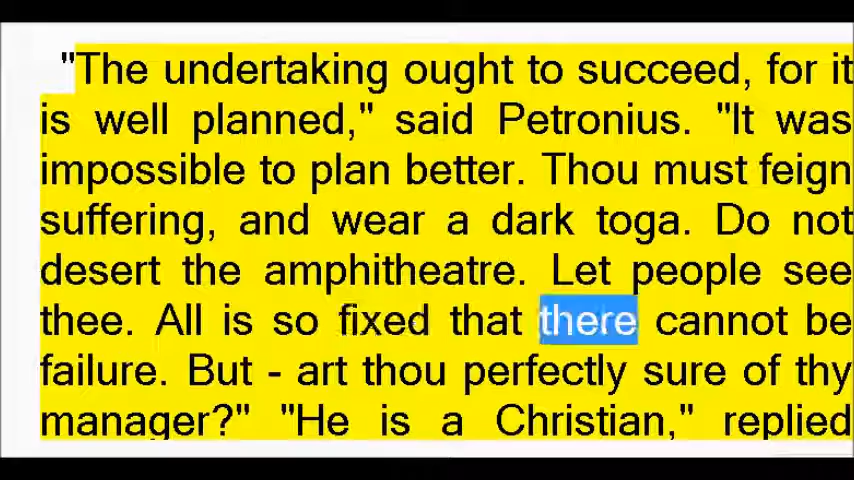 "The undertaking ought to succeed, for it
is well planned," said Petronius. "It was
impossible to plan better. Thou must feign
suffering, and wear a dark toga. Do not
desert the amphitheatre. Let people see
thee. All is so fixed that there cannot be
failure. But - art thou perfectly sure of thy
manager?" "He is a Christian," replied